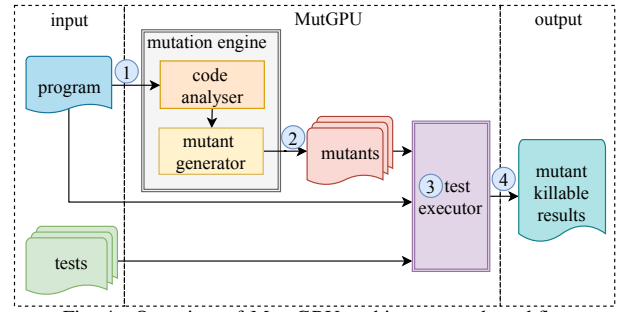 input
MutGPU
output
mutation engine
program
1
code
analyser
mutant
generator
2
mutants
3 test
executor
4
mutant
killable
results
tests